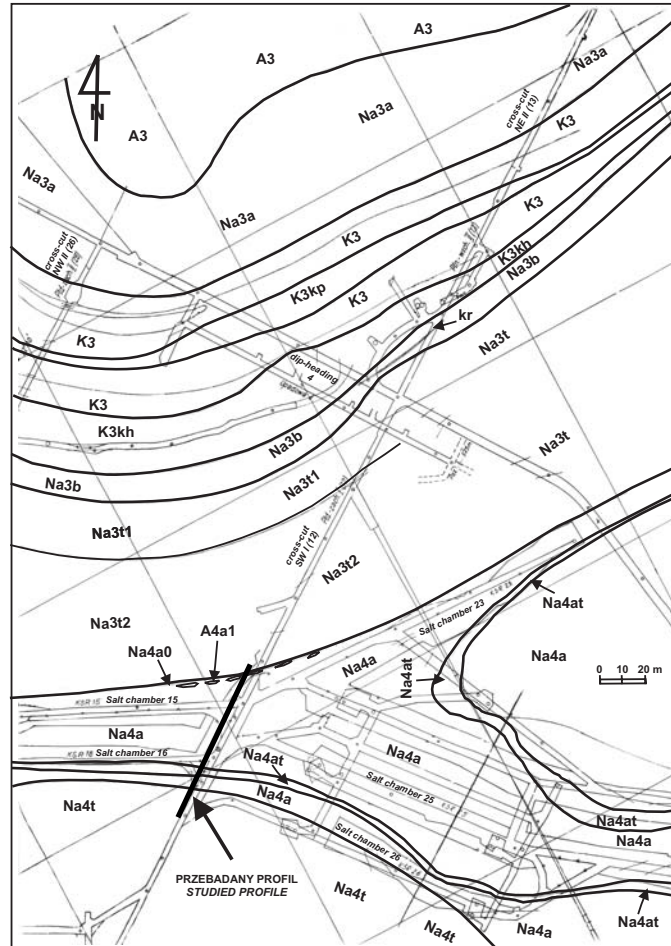 A3
A3
Na3a
N
A3
Na3a
cross-cut
NE II (13)
K3
Na3a
Na3a
K3
K3
cross-cut
NW II (26)
K3kp
K3
K3kh
Na3b
K3
kr
Na3t
dip-heading
4
K3
K3kh
Na3b
Na3b
Na3t1
Na3t
Na3t1
cross-cut
SW I (12)
Na3t2
Na3t2
A4a1
Na4a0
Salt chamber 23
Na4at
Na4a
Na4a
Na4at
0 10 20 m
Salt chamber 15
Na4a
Salt chamber 16
Na4at
Na4a
Na4t
Na4a
Salt chamber 25
Na4at
Na4a
Salt chamber 26
PRZEBADANY PROFIL
STUDIED PROFILE
Na4t
Na4t
Na4a
Na4at